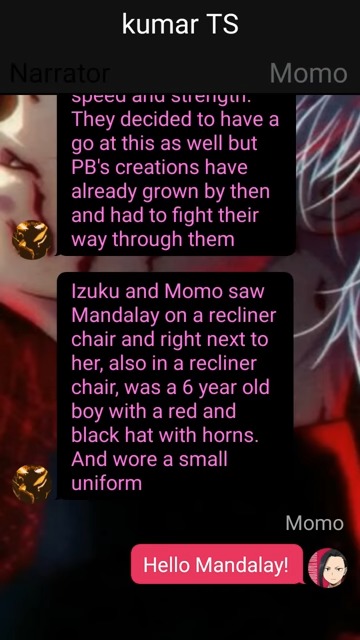 kumar TS
Narrator
Momo
speed and strength.
They decided to have a
go at this as well but
PB's creations have
already grown by then
and had to fight their
way through them
Izuku and Momo saw
Mandalay on a recliner
chair and right next to
her, also in a recliner
chair, was a 6 year old
boy with a red and
black hat with horns.
And wore a small
uniform
Momo
Hello Mandalay!